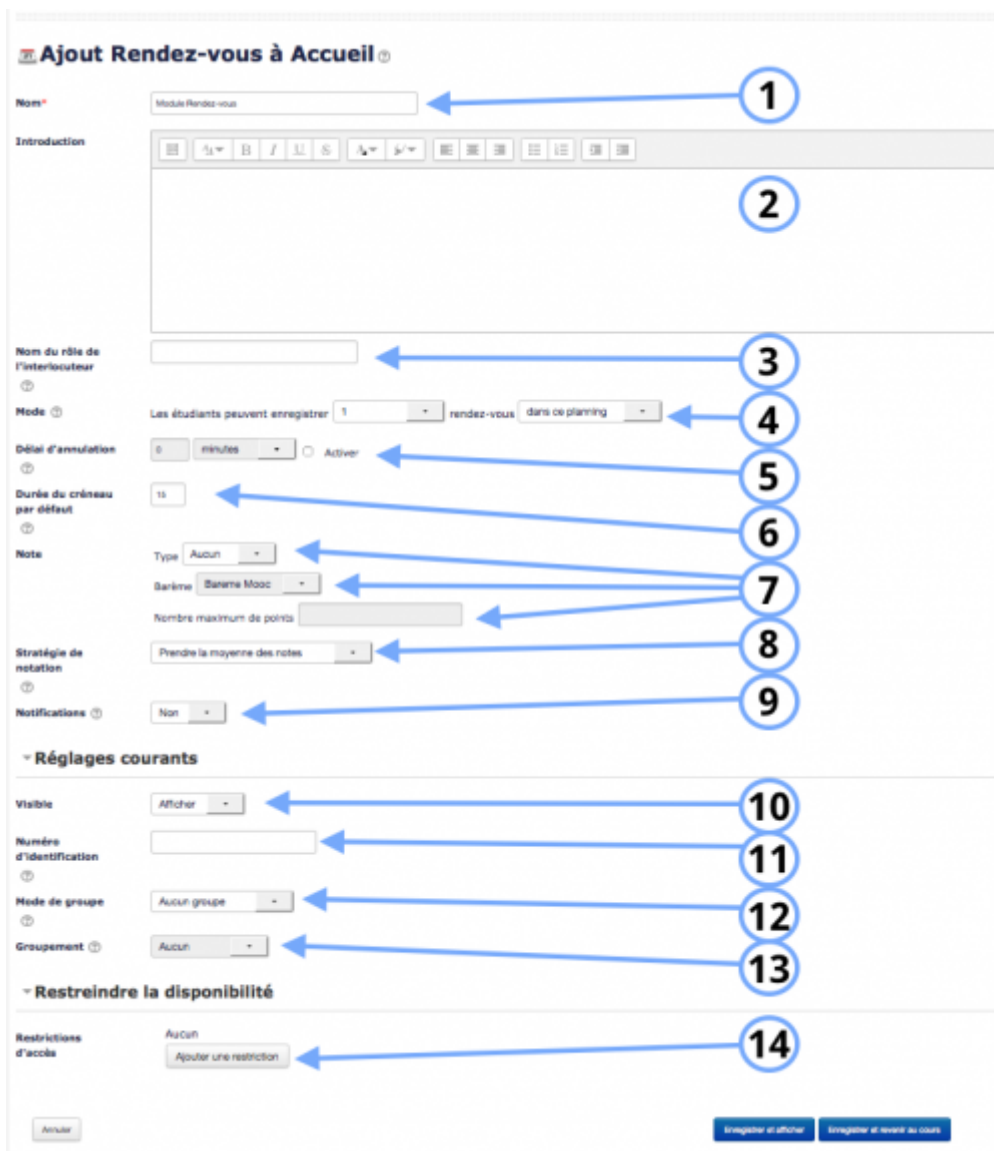 Ajout Rendez-vous à Accueil
Nom* Module Rendez-vous 1
Introduction
B I U S
2
Nom du rôle de
l'interlocuteur 3
Mode Les étudiants peuvent enregistrer 1 rendez-vous dans ce planning 4
Délai d'annulation 0 minutes Activer 5
Durée du créneau
par défaut 15 6
Note Type Aucun
Barème Bareme Mooc 7
Nombre maximum de points
Stratégie de
notation Prendre la moyenne des notes 8
Notifications Non 9
Réglages courants
Visible Afficher 10
Numéro
d'identification 11
Mode de groupe Aucun groupe 12
Groupement Aucun 13
Restreindre la disponibilité
Restrictions
d'accès Aucun
Ajouter une restriction 14
Annuler Enregistrer et afficher Enregistrer et revenir au cours